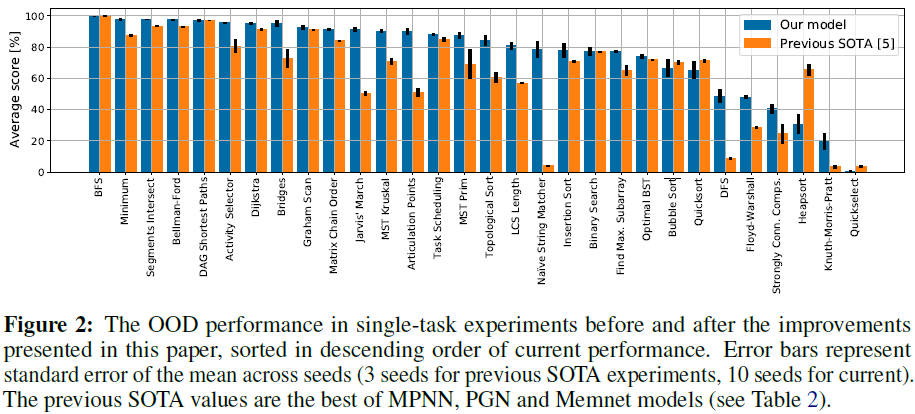 Average score [%]
100
80
60
40
20
0
Our model
Previous SOTA [5]
BFS
Minimum
Segments Intersect
Bellman-Ford
DAG Shortest Paths
Activity Selector
Dijkstra
Bridges
Graham Scan
Matrix Chain Order
Jarvis' March
MST Kruskal
Articulation Points
Task Scheduling
MST Prim
Topological Sort
LCS Length
Naïve String Matcher
Insertion Sort
Binary Search
Find Max. Subarray
Optimal BST
Bubble Sort
Quicksort
DFS
Floyd-Warshall
Strongly Conn. Comps.
Heapsort
Knuth-Morris-Pratt
Quickselect
Figure 2: The OOD performance in single-task experiments before and after the improvements
presented in this paper, sorted in descending order of current performance. Error bars represent
standard error of the mean across seeds (3 seeds for previous SOTA experiments, 10 seeds for current).
The previous SOTA values are the best of MPNN, PGN and Memnet models (see Table 2).